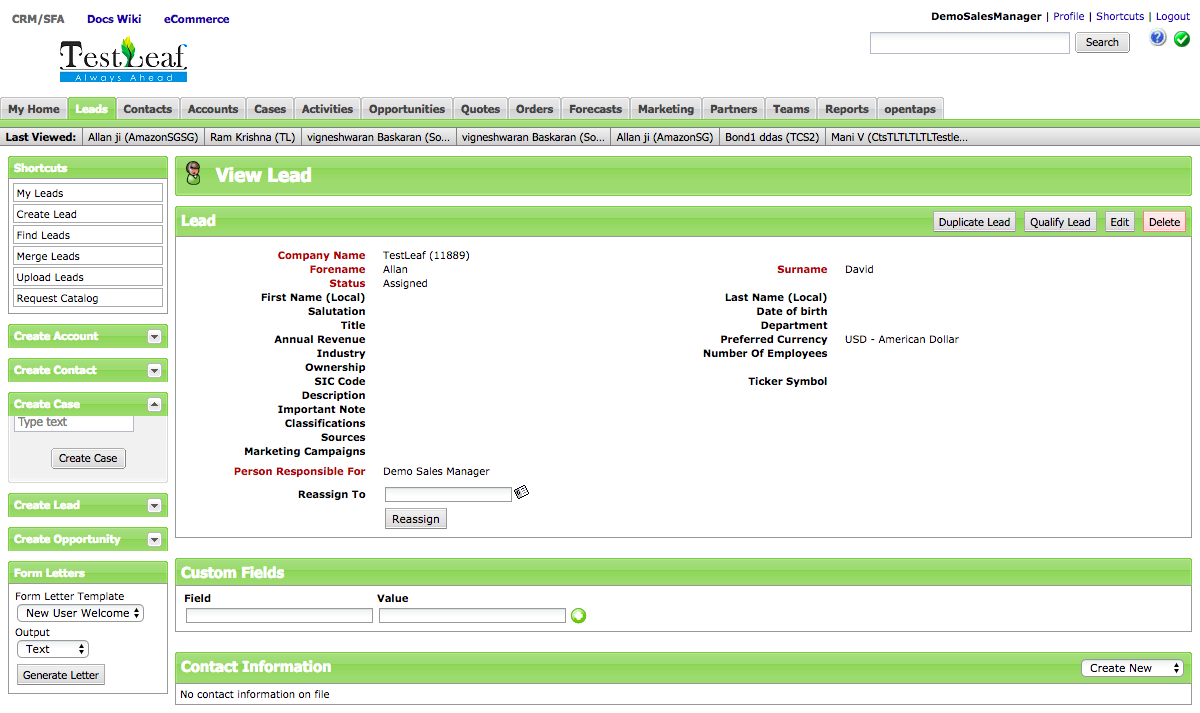 CRM/SFA Docs Wiki eCommerce
DemoSalesManager | Profile | Shortcuts | Logout
TestLeaf
Always Ahead
Search
?
My Home Leads Contacts Accounts Cases Activities Opportunities Quotes Orders Forecasts Marketing Partners Teams Reports opentaps
Last Viewed: Allan ji (AmazonSGSG) Ram Krishna (TL) vigneshwaran Baskaran (So... vigneshwaran Baskaran (So... Allan ji (AmazonSG) Bond1 ddas (TCS2) Mani V (CtsTLTLTLTLTestle...
Shortcuts
My Leads
Create Lead
Find Leads
Merge Leads
Upload Leads
Request Catalog
Create Account
Create Contact
Create Case
Type text
Create Case
Create Lead
Create Opportunity
Form Letters
Form Letter Template
New User Welcome
Output
Text
Generate Letter
View Lead
Lead Duplicate Lead Qualify Lead Edit Delete
Company Name TestLeaf (11889)
Forename Allan Surname David
Status Assigned
First Name (Local) Last Name (Local)
Salutation Date of birth
Title Department
Annual Revenue Preferred Currency USD - American Dollar
Industry Number Of Employees
Ownership
SIC Code Ticker Symbol
Description
Important Note
Classifications
Sources
Marketing Campaigns
Person Responsible For Demo Sales Manager
Reassign To
Reassign
Custom Fields
Field Value
Contact Information Create New
No contact information on file